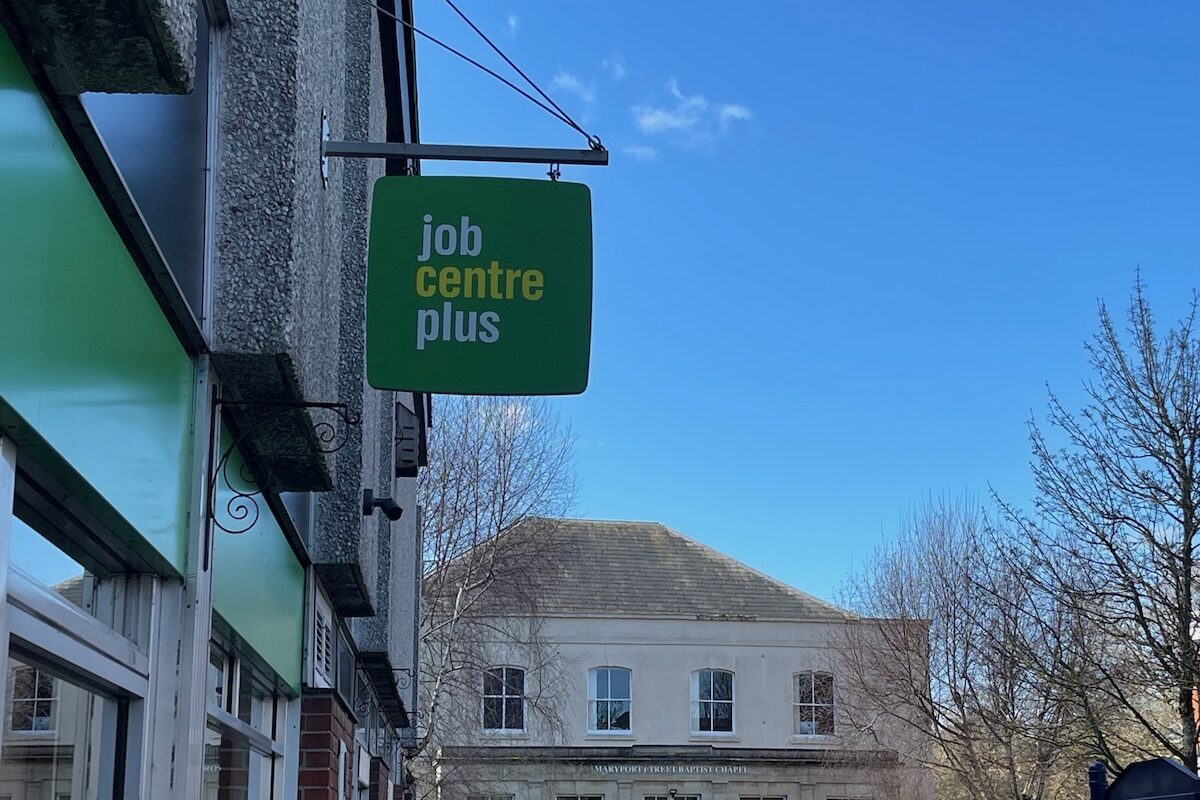 job
centre
plus
MARYPORT STREET BAPTIST CHAPEL